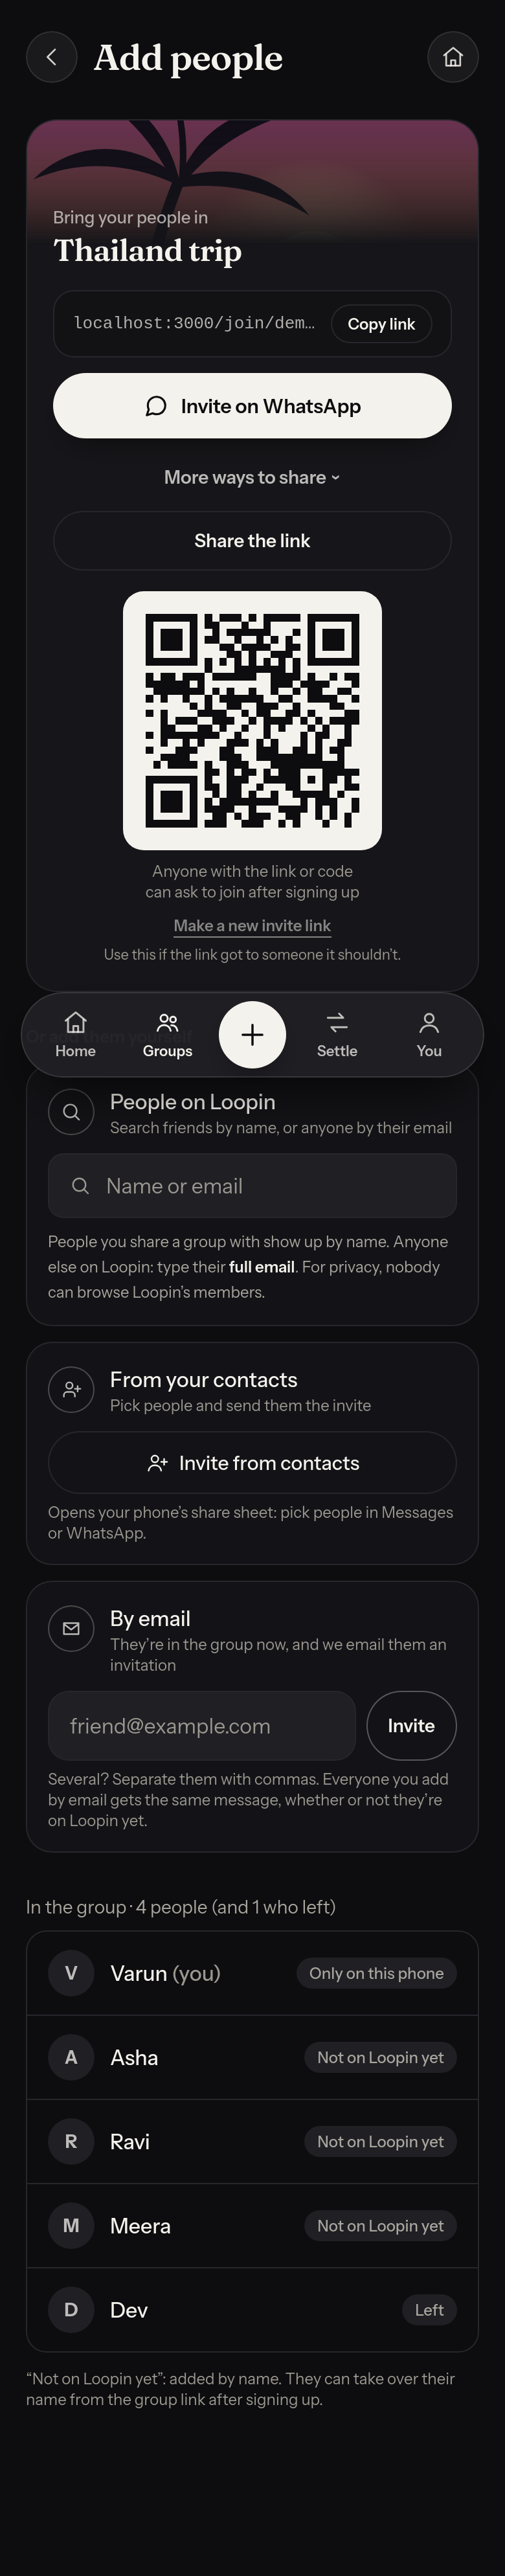 Add people
Bring your people in
Thailand trip
localhost:3000/join/dem…
Copy link
Invite on WhatsApp
More ways to share
Share the link
Anyone with the link or code
can ask to join after signing up
Make a new invite link
Use this if the link got to someone it shouldn’t.
Or add them yourself
Home
Groups
Settle
You
People on Loopin
Search friends by name, or anyone by their email
Name or email
People you share a group with show up by name. Anyone
else on Loopin: type their full email. For privacy, nobody
can browse Loopin’s members.
From your contacts
Pick people and send them the invite
Invite from contacts
Opens your phone’s share sheet: pick people in Messages
or WhatsApp.
By email
They’re in the group now, and we email them an
invitation
friend@example.com
Invite
Several? Separate them with commas. Everyone you add
by email gets the same message, whether or not they’re
on Loopin yet.
In the group · 4 people (and 1 who left)
V
Varun (you)
Only on this phone
A
Asha
Not on Loopin yet
R
Ravi
Not on Loopin yet
M
Meera
Not on Loopin yet
D
Dev
Left
“Not on Loopin yet”: added by name. They can take over their
name from the group link after signing up.